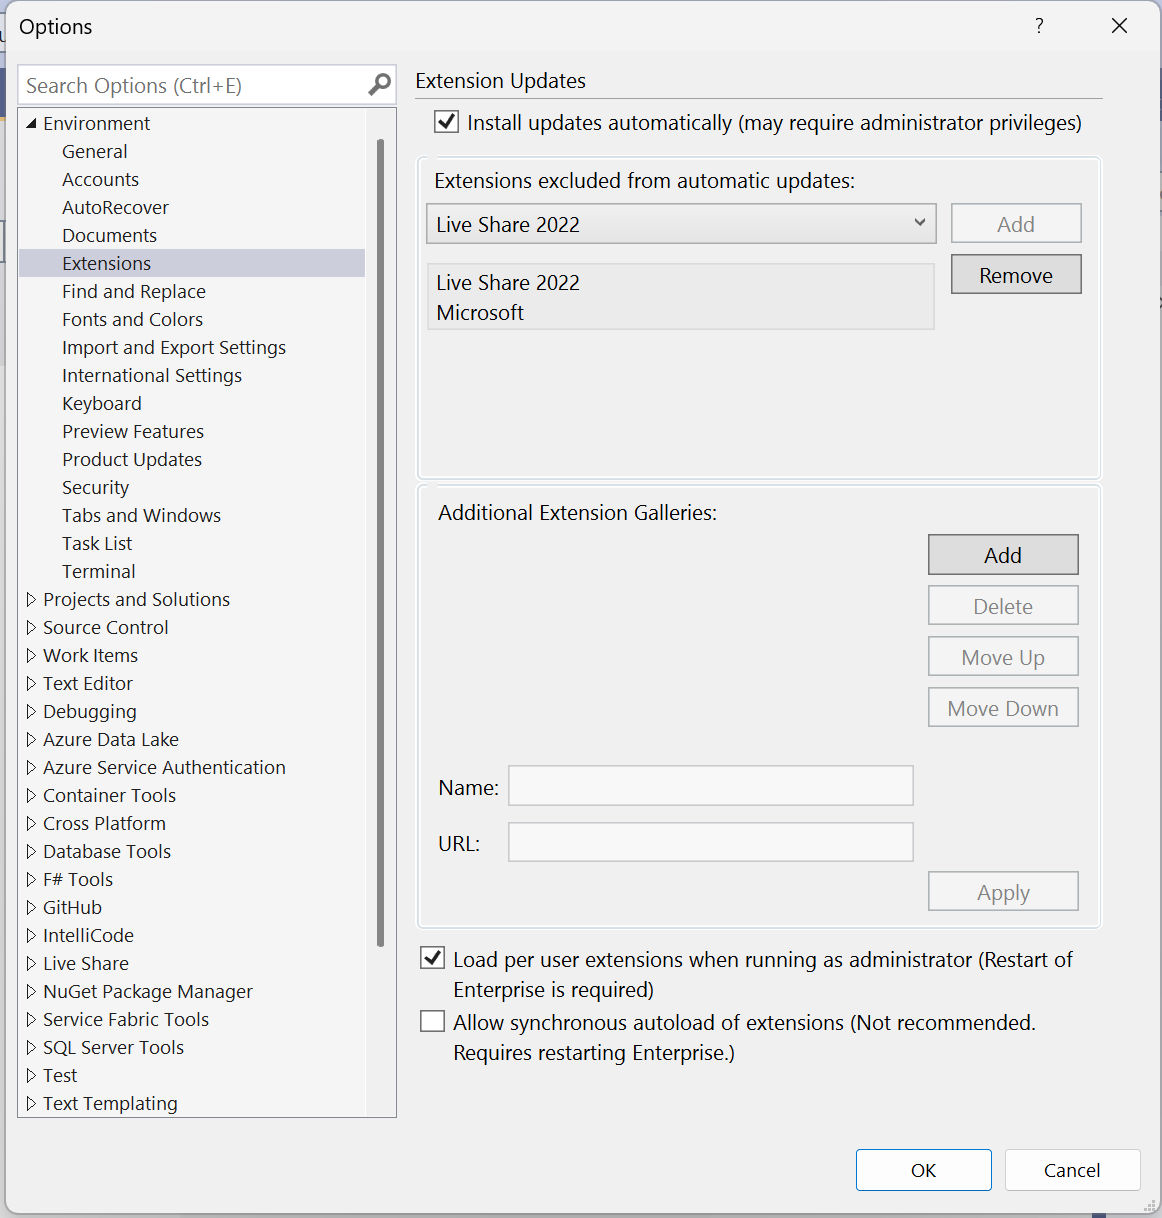 Options
?
Search Options (Ctrl+E)
Environment
General
Accounts
AutoRecover
Documents
Extensions
Find and Replace
Fonts and Colors
Import and Export Settings
International Settings
Keyboard
Preview Features
Product Updates
Security
Tabs and Windows
Task List
Terminal
Projects and Solutions
Source Control
Work Items
Text Editor
Debugging
Azure Data Lake
Azure Service Authentication
Container Tools
Cross Platform
Database Tools
F# Tools
GitHub
IntelliCode
Live Share
NuGet Package Manager
Service Fabric Tools
SQL Server Tools
Test
Text Templating
Extension Updates
Install updates automatically (may require administrator privileges)
Extensions excluded from automatic updates:
Live Share 2022
Add
Live Share 2022
Microsoft
Remove
Additional Extension Galleries:
Add
Delete
Move Up
Move Down
Name:
URL:
Apply
Load per user extensions when running as administrator (Restart of
Enterprise is required)
Allow synchronous autoload of extensions (Not recommended.
Requires restarting Enterprise.)
OK
Cancel